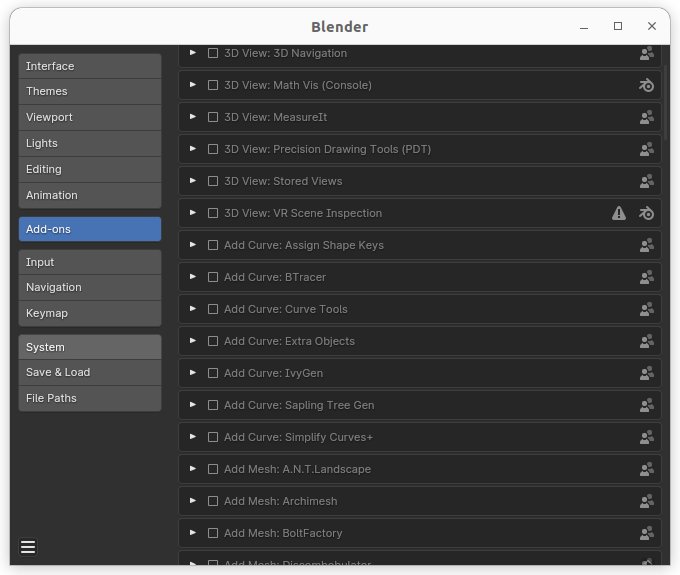 Blender
Interface
Themes
Viewport
Lights
Editing
Animation
Add-ons
Input
Navigation
Keymap
System
Save & Load
File Paths
3D View: 3D Navigation
3D View: Math Vis (Console)
3D View: MeasureIt
3D View: Precision Drawing Tools (PDT)
3D View: Stored Views
3D View: VR Scene Inspection
Add Curve: Assign Shape Keys
Add Curve: BTracer
Add Curve: Curve Tools
Add Curve: Extra Objects
Add Curve: IvyGen
Add Curve: Sapling Tree Gen
Add Curve: Simplify Curves+
Add Mesh: A.N.T.Landscape
Add Mesh: Archimesh
Add Mesh: BoltFactory
Add Mesh: Discombobulator